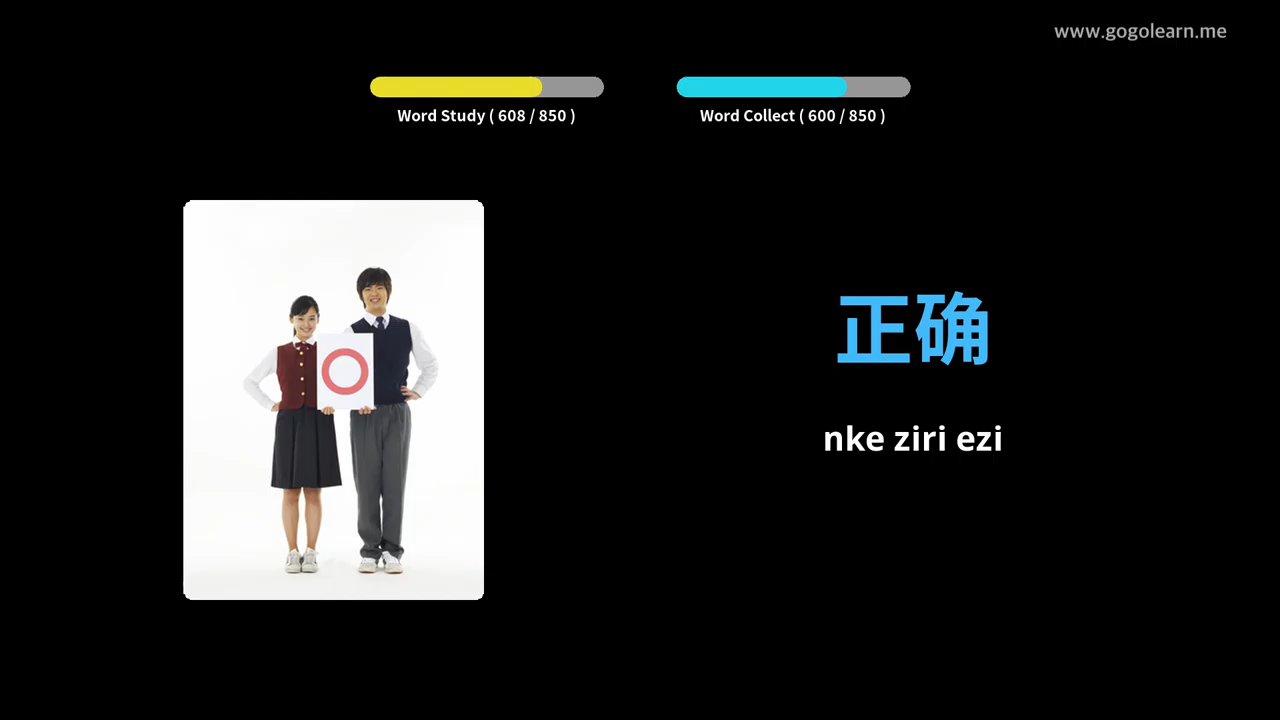 www.gogolearn.me
Word Study ( 608 / 850 )
Word Collect ( 600 / 850 )
正确
nke ziri ezi